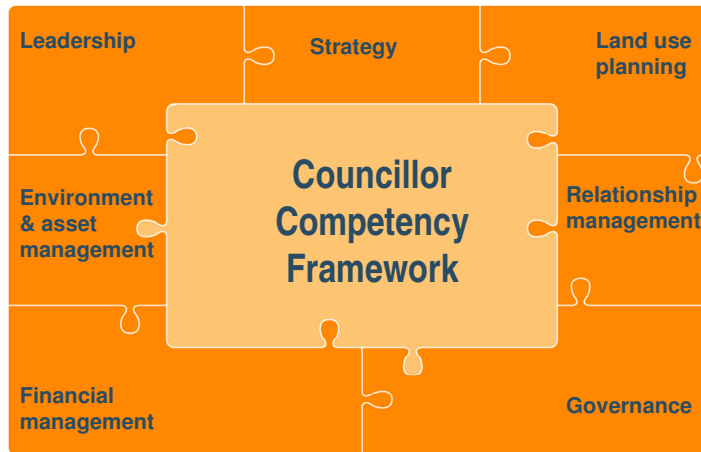 Leadership
Strategy
Land use
planning
Councillor
Competency
Framework
Environment
& asset
management
Relationship
management
Financial
management
Governance